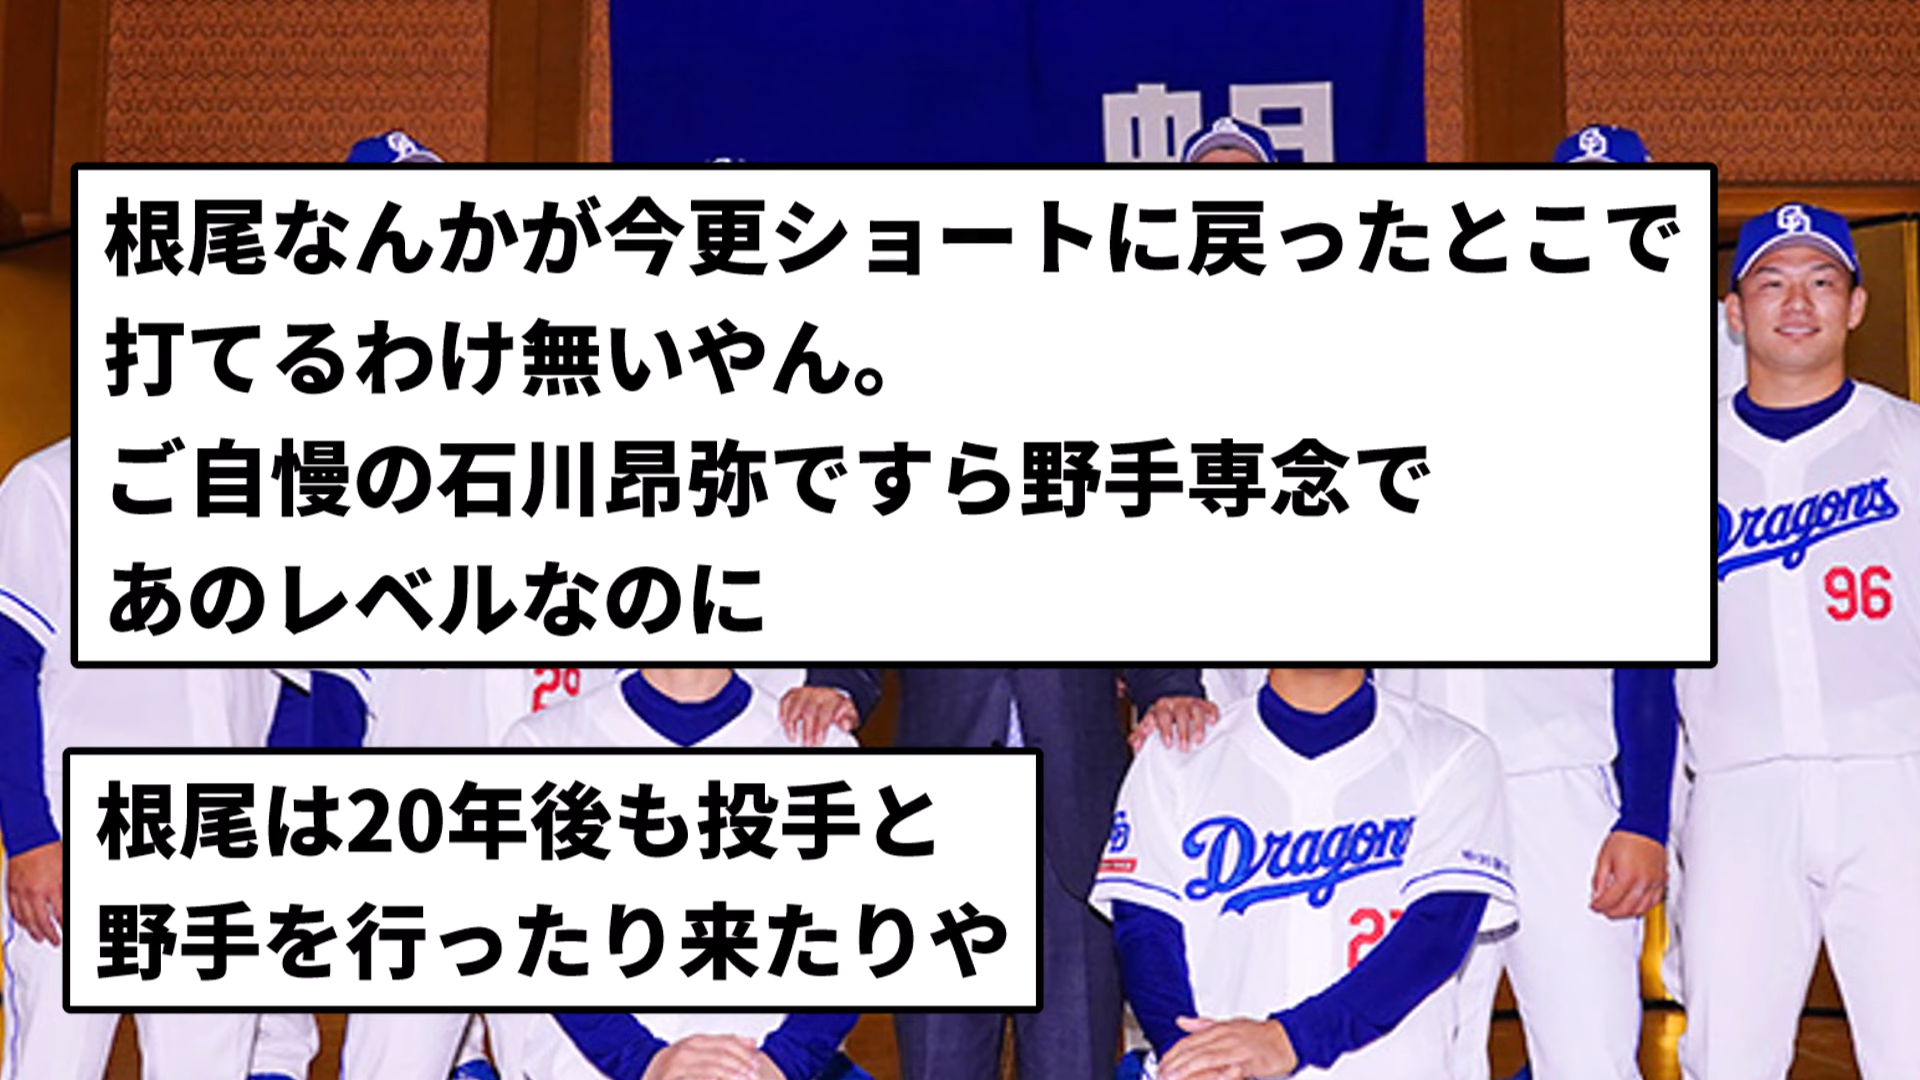 中日
根尾なんかが今更ショートに戻ったとこで
打てるわけ無いやん。
ご自慢の石川昂弥ですら野手専念で
あのレベルなのに
Dragons
96
根尾は20年後も投手と
野手を行ったり来たりや
Dragons